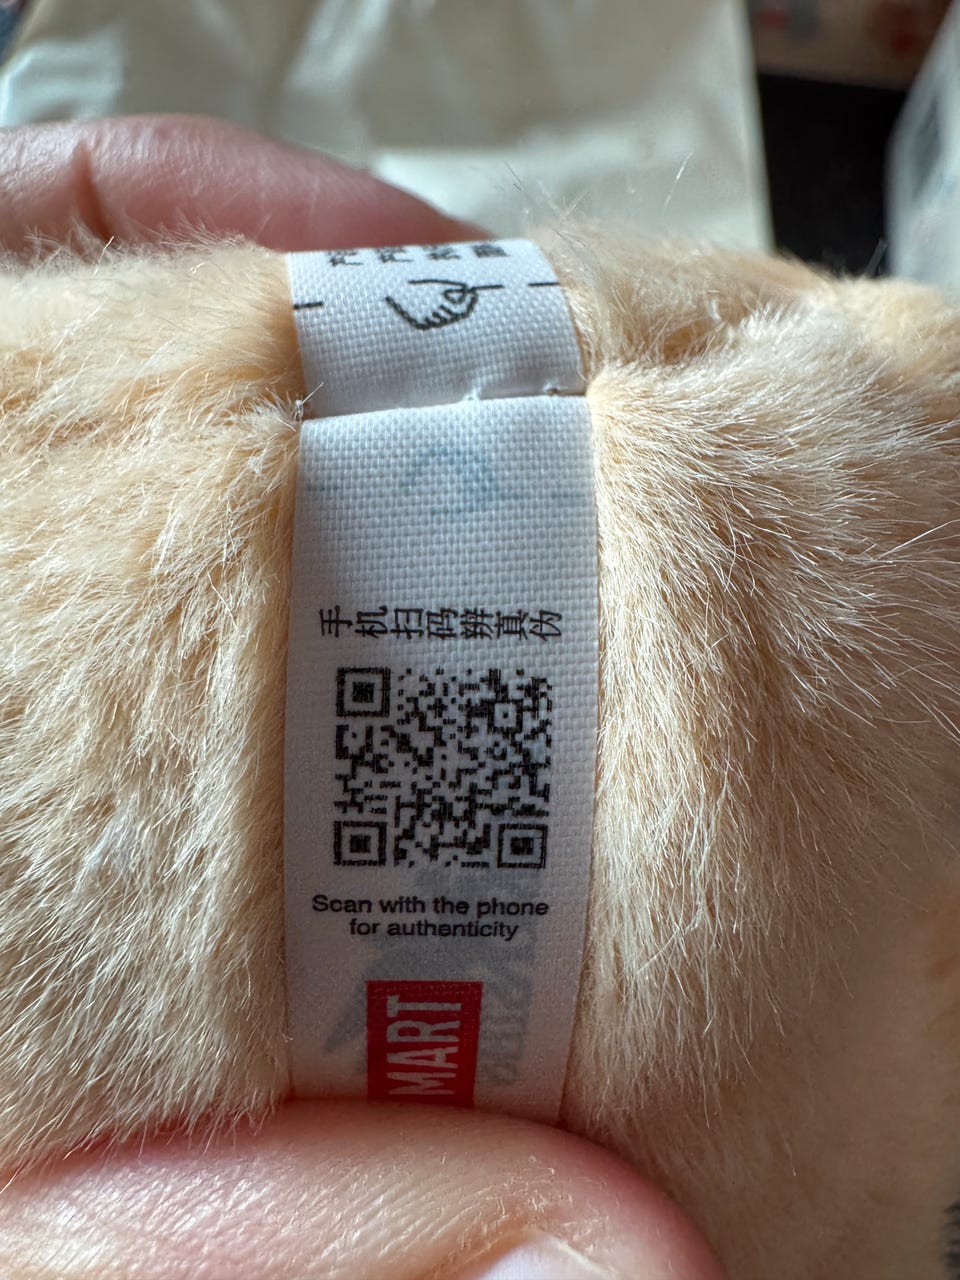 手机扫码辨真伪
Scan with the phone
for authenticity
MART